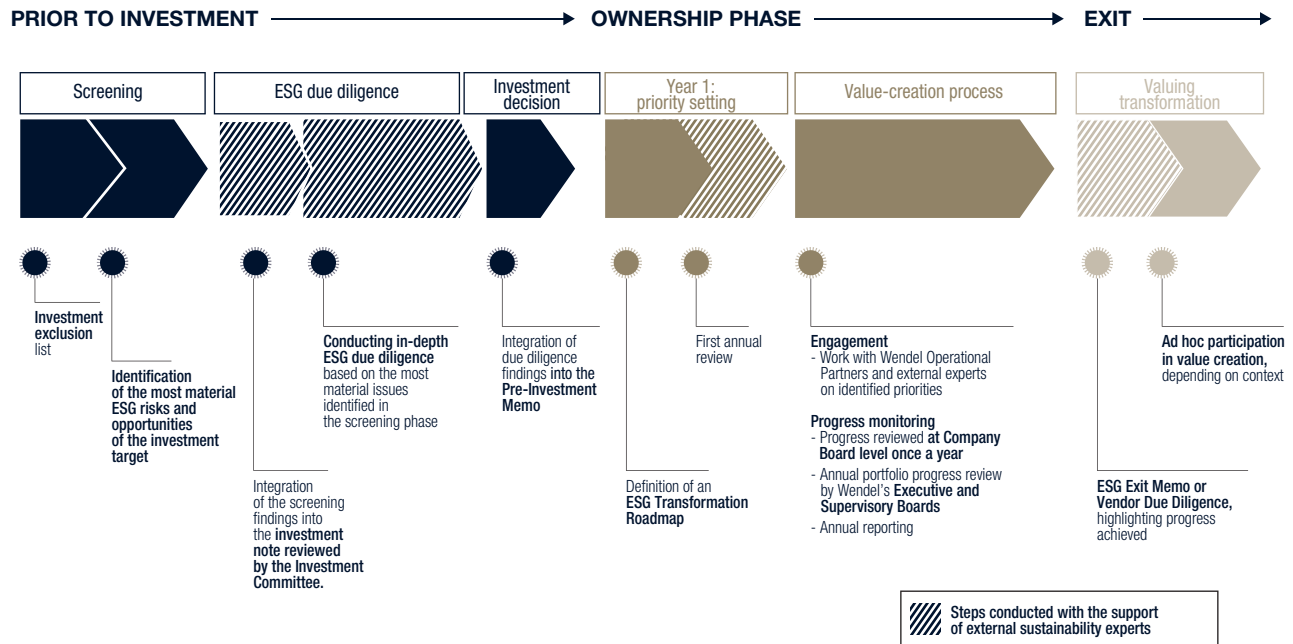 PRIOR TO INVESTMENT
OWNERSHIP PHASE
EXIT
Screening
ESG due diligence
Investment
decision
Year 1:
priority setting
Value-creation process
Valuing
transformation
Investment
exclusion
list
Identification
of the most material
ESG risks and
opportunities
of the investment
target
Integration
of the screening
findings into
the investment
note reviewed
by the Investment
Committee.
Conducting in-depth
ESG due diligence
based on the most
material issues
identified in
the screening phase
Integration of
due diligence
findings into the
Pre-Investment
Memo
Definition of an
ESG Transformation
Roadmap
First annual
review
Engagement
- Work with Wendel Operational
Partners and external experts
on identified priorities
Progress monitoring
- Progress reviewed at Company
Board level once a year
- Annual portfolio progress review
by Wendel's Executive and
Supervisory Boards
- Annual reporting
ESG Exit Memo or
Vendor Due Diligence,
highlighting progress
achieved
Ad hoc participation
in value creation,
depending on context
Steps conducted with the support
of external sustainability experts